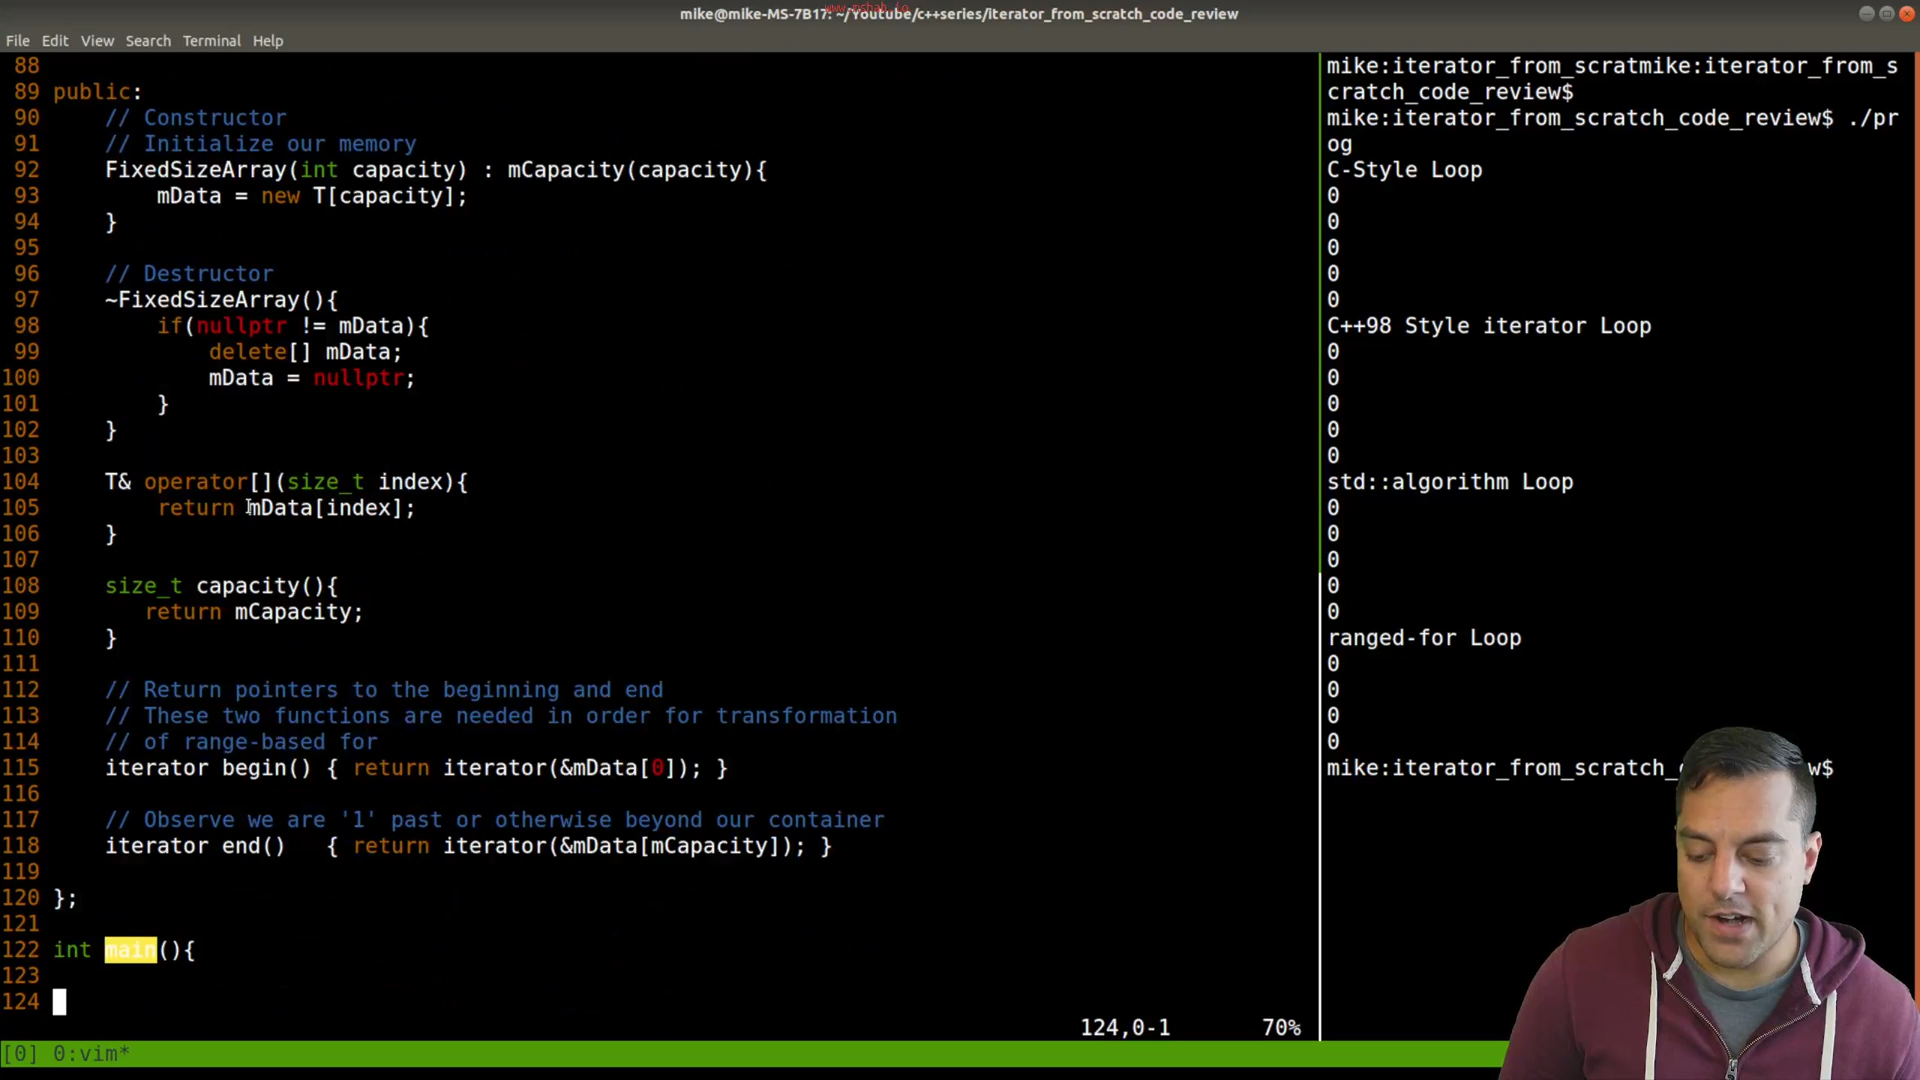 www.mshah.io
mike@mike-MS-7B17: ~/Youtube/c++series/iterator_from_scratch_code_review
File Edit View Search Terminal Help
88
89 public:
90 // Constructor
91 // Initialize our memory
92 FixedSizeArray(int capacity) : mCapacity(capacity){
93 mData = new T[capacity];
94 }
95
96 // Destructor
97 ~FixedSizeArray(){
98 if(nullptr != mData){
99 delete[] mData;
100 mData = nullptr;
101 }
102 }
103
104 T& operator[](size_t index){
105 return mData[index];
106 }
107
108 size_t capacity(){
109 return mCapacity;
110 }
111
112 // Return pointers to the beginning and end
113 // These two functions are needed in order for transformation
114 // of range-based for
115 iterator begin() { return iterator(&mData[0]); }
116
117 // Observe we are '1' past or otherwise beyond our container
118 iterator end() { return iterator(&mData[mCapacity]); }
119
120 };
121
122 int main(){
123
124
124,0-1 70%
[0] 0:vim*
mike:iterator_from_scratmike:iterator_from_s
cratch_code_review$
mike:iterator_from_scratch_code_review$ ./pr
og
C-Style Loop
0
0
0
0
0
C++98 Style iterator Loop
0
0
0
0
0
std::algorithm Loop
0
0
0
0
0
ranged-for Loop
0
0
0
0
mike:iterator_from_scratch_ w$